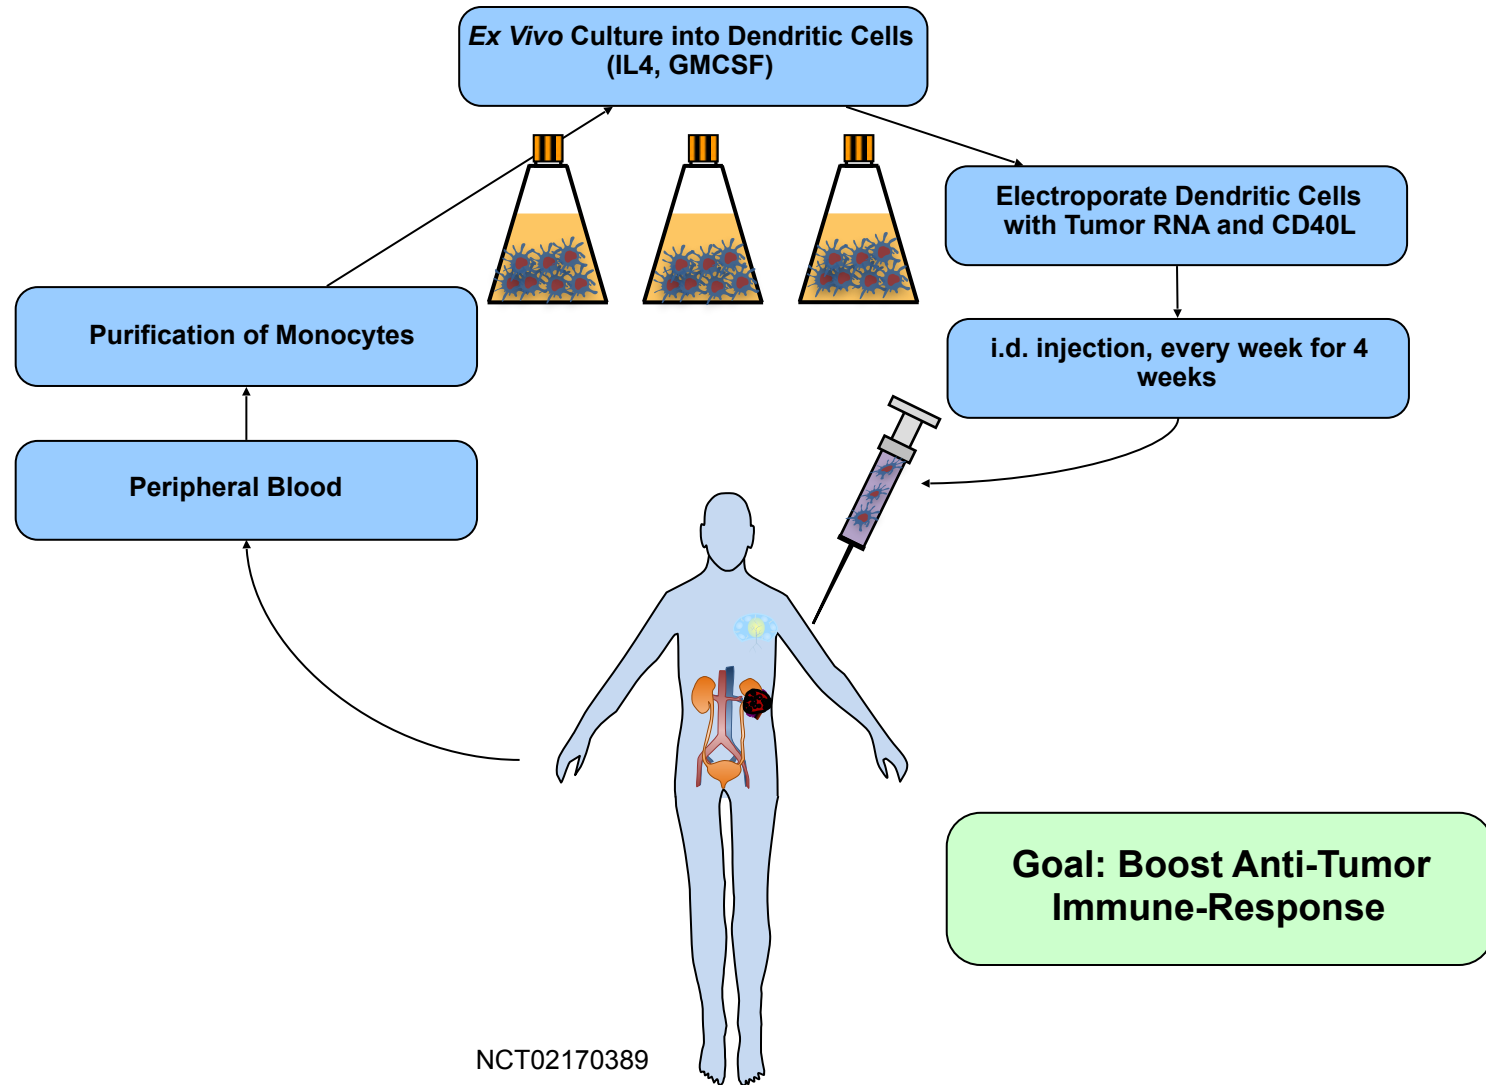 Ex Vivo Culture into Dendritic Cells
(IL4, GMCSF)
Electroporate Dendritic Cells
with Tumor RNA and CD40L
Purification of Monocytes
i.d. injection, every week for 4
weeks
Peripheral Blood
Goal: Boost Anti-Tumor
Immune-Response
NCT02170389